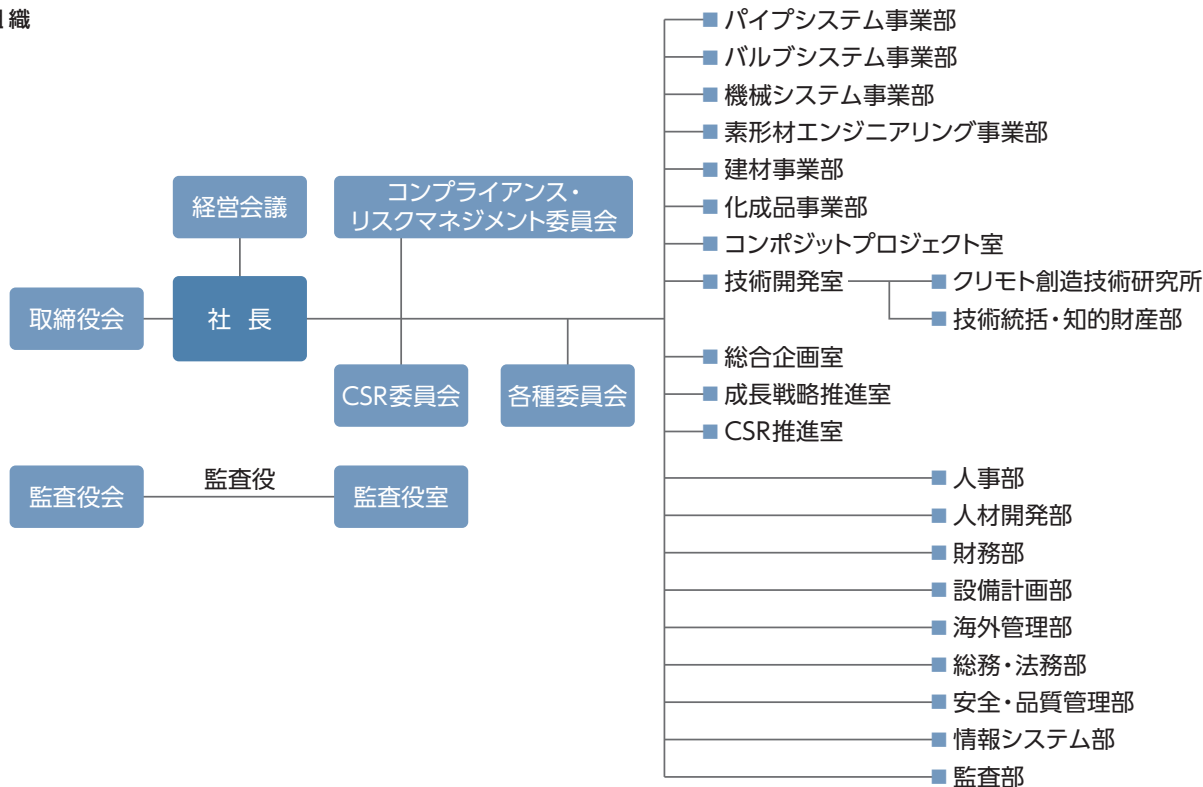 織
パイプシステム事業部
バルブシステム事業部
機械システム事業部
素形材エンジニアリング事業部
建材事業部
化成品事業部
コンポジットプロジェクト室
技術開発室
クリモト創造技術研究所
技術統括・知的財産部
総合企画室
成長戦略推進室
CSR推進室
人事部
人材開発部
財務部
設備計画部
海外管理部
総務・法務部
安全・品質管理部
情報システム部
監査部
経営会議
コンプライアンス・
リスクマネジメント委員会
取締役会
社 長
CSR委員会
各種委員会
監査役会
監査役
監査役室